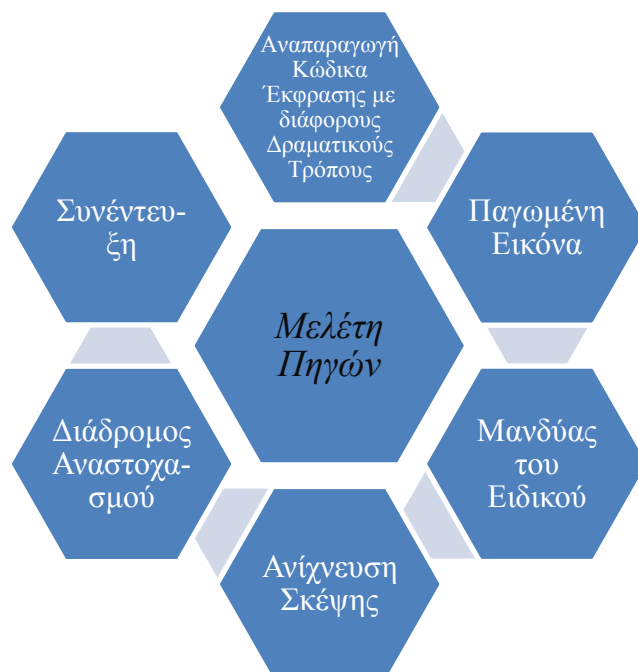 Αναπαραγωγή
Κώδικα
Έκφρασης με
διάφορους
Δραματικούς
Τρόπους
Παγωμένη
Εικόνα
Μανδύας
του
Ειδικού
Ανίχνευση
Σκέψης
Διάδρομος
Αναστοχα-
σμού
Συνέντευ-
ξη
Μελέτη
Πηγών